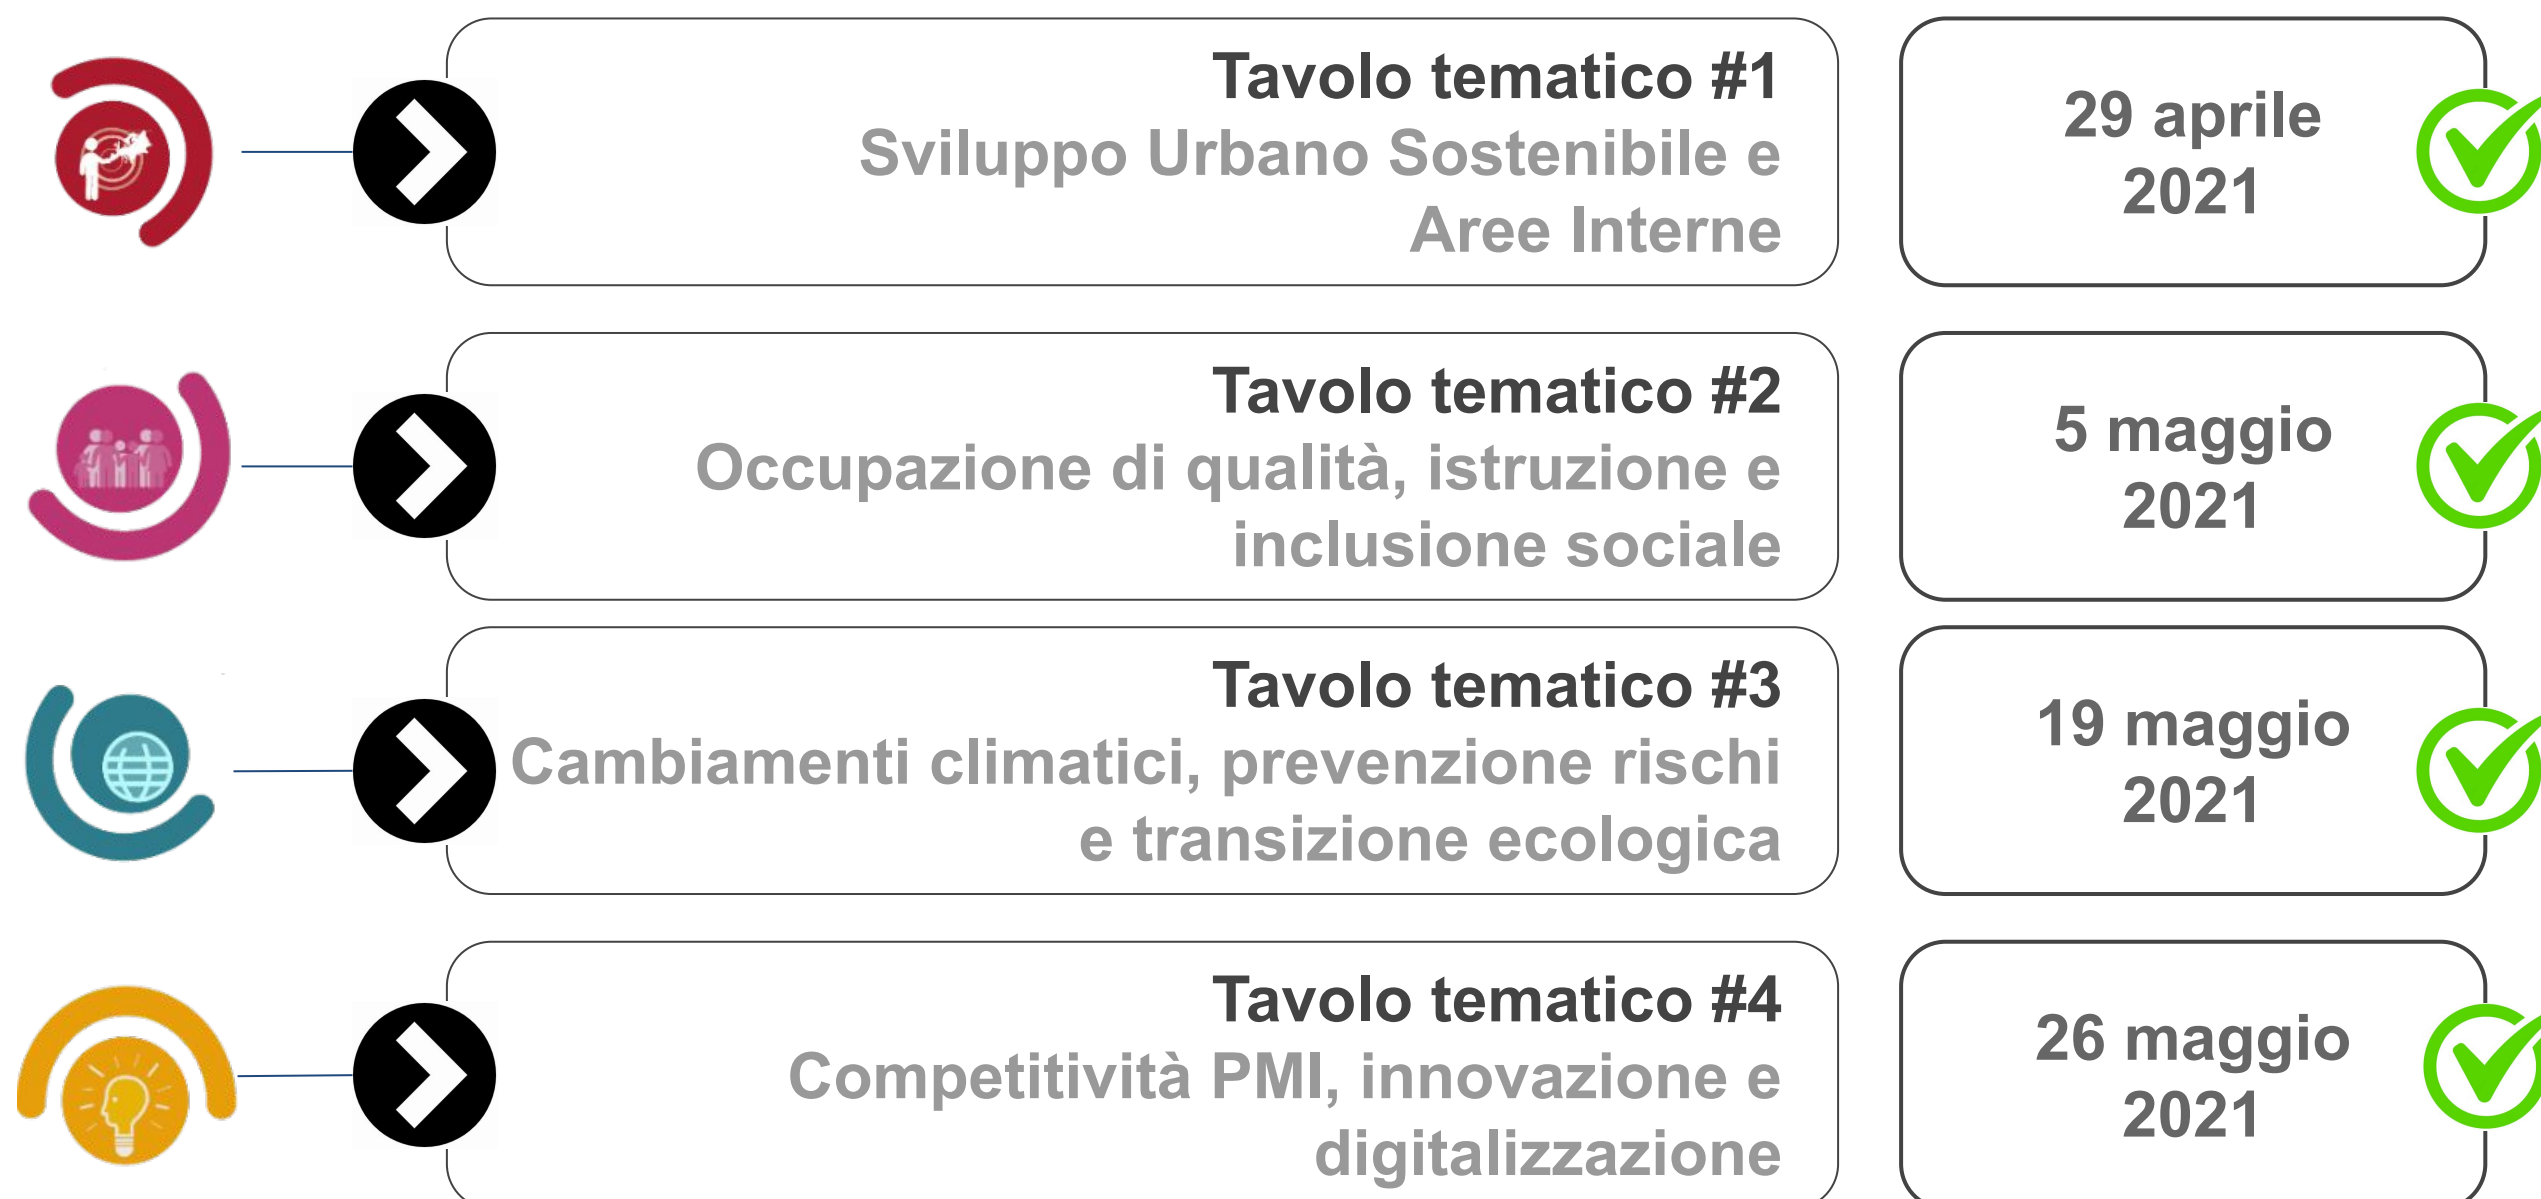 Tavolo tematico #1
Sviluppo Urbano Sostenibile e
Aree Interne
29 aprile
2021
Tavolo tematico #2
Occupazione di qualità, istruzione e
inclusione sociale
5 maggio
2021
Tavolo tematico #3
Cambiamenti climatici, prevenzione rischi
e transizione ecologica
19 maggio
2021
Tavolo tematico #4
Competitività PMI, innovazione e
digitalizzazione
26 maggio
2021